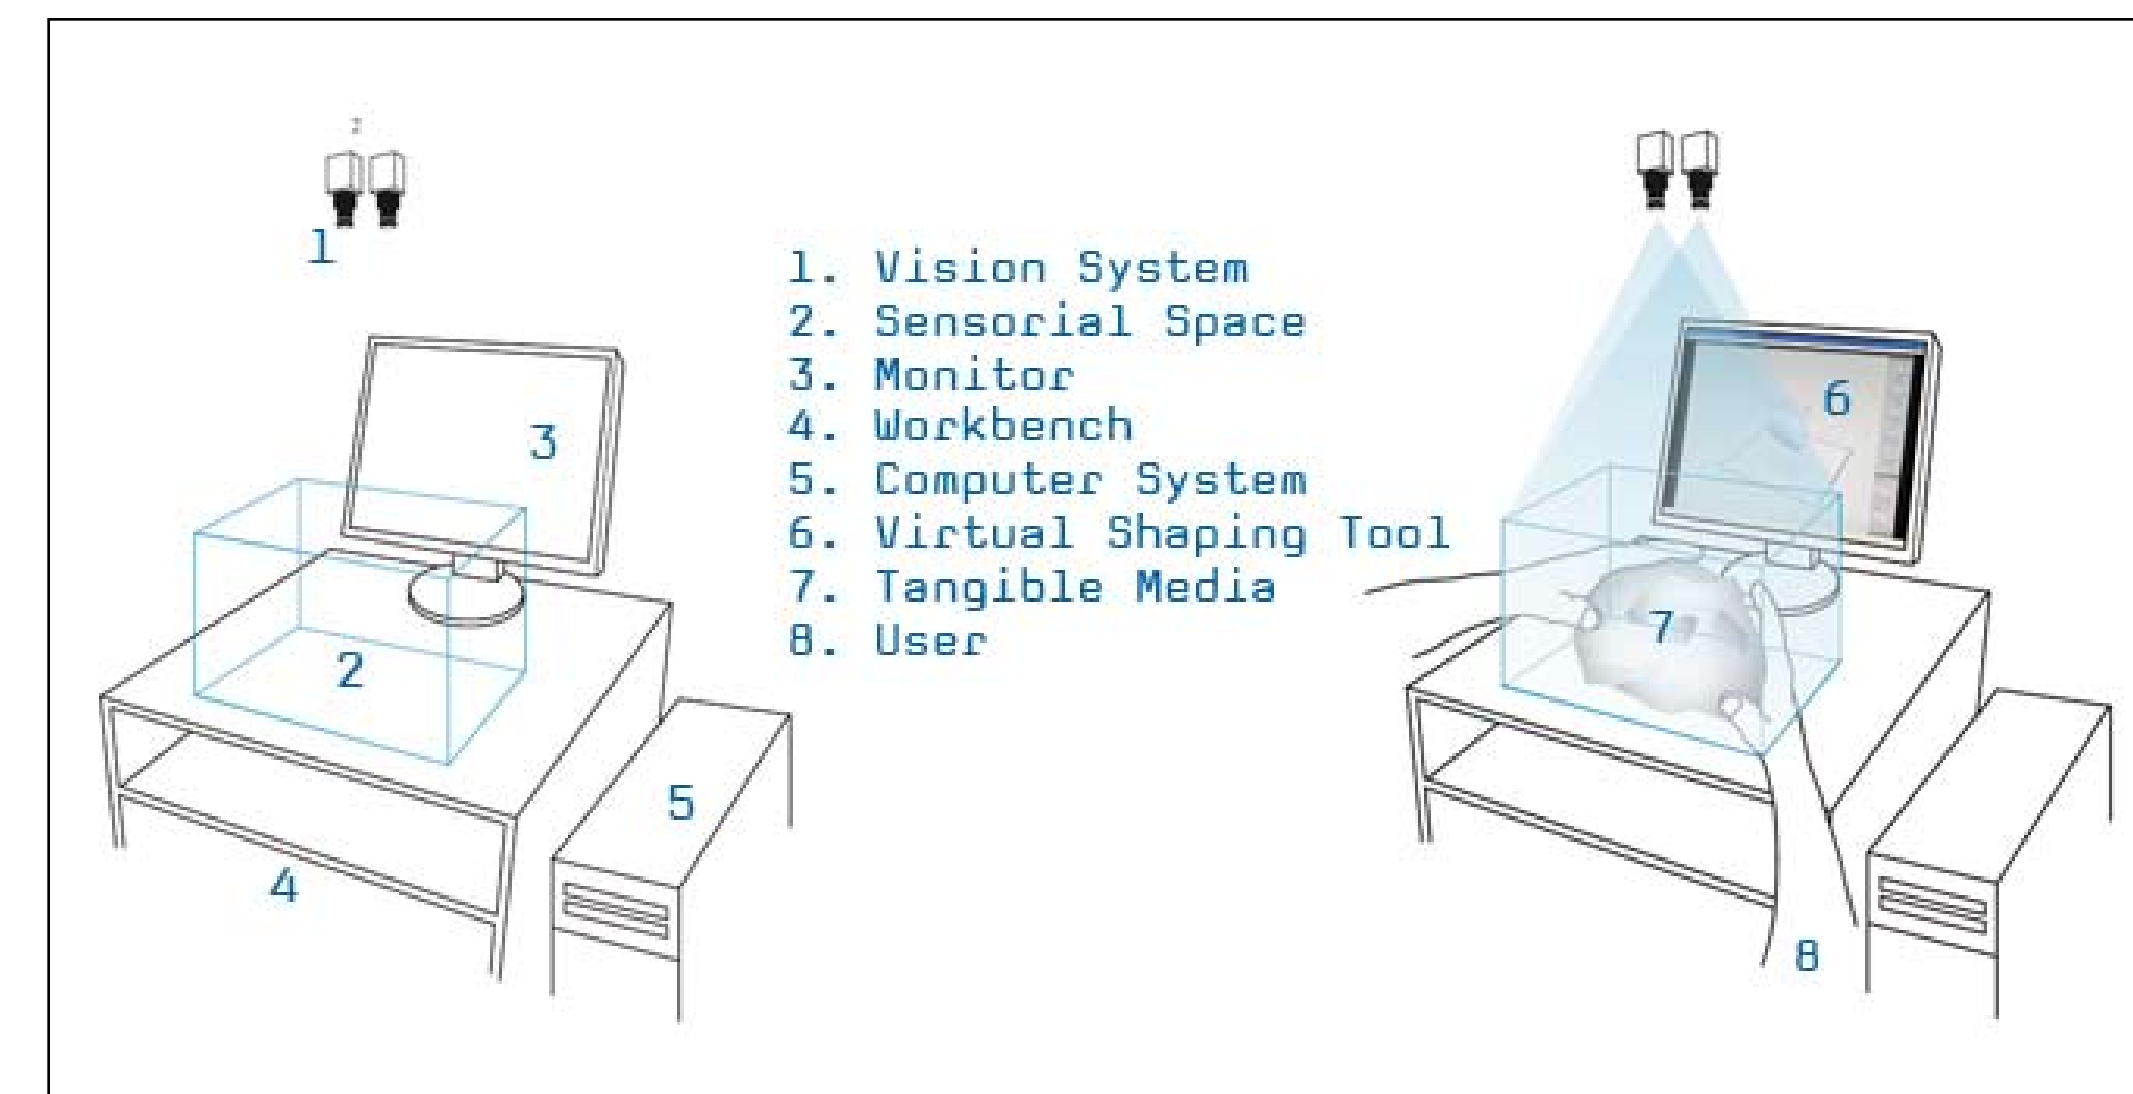 1
3
2
4
5
1. Vision System
2. Sensorial Space
3. Monitor
4. Workbench
5. Computer System
6. Virtual Shaping Tool
7. Tangible Media
8. User
6
7
8